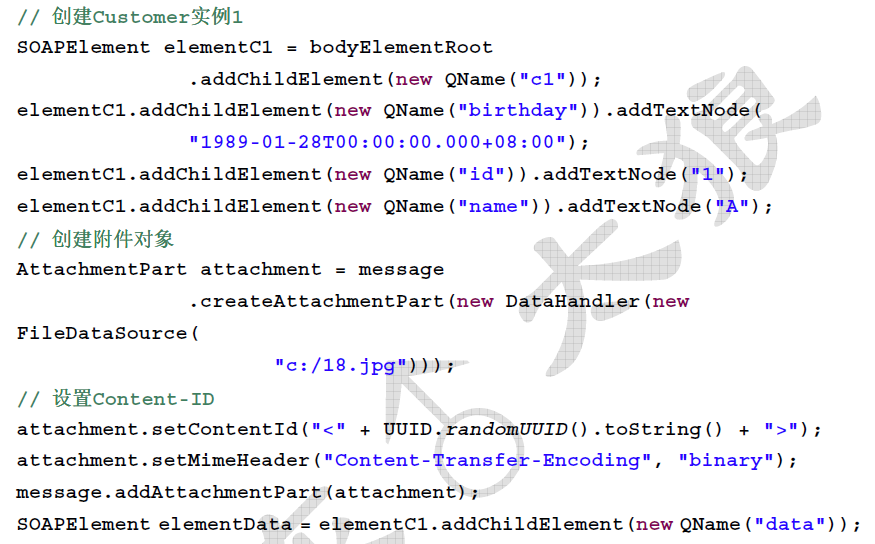 // 创建Customer实例1
SOAPElement elementC1 = bodyElementRoot
.addChildElement(new QName("c1"));
elementC1.addChildElement(new QName("birthday")).addTextNode(
"1989-01-28T00:00:00.000+08:00");
elementC1.addChildElement(new QName("id")).addTextNode("1");
elementC1.addChildElement(new QName("name")).addTextNode("A");
// 创建附件对象
AttachmentPart attachment = message
.createAttachmentPart(new DataHandler(new
FileDataSource(
"c:/18.jpg")));
// 设置Content-ID
attachment.setContentId("<" + UUID.randomUUID().toString() + ">");
attachment.setMimeHeader("Content-Transfer-Encoding", "binary");
message.addAttachmentPart(attachment);
SOAPElement elementData = elementC1.addChildElement(new QName("data"));